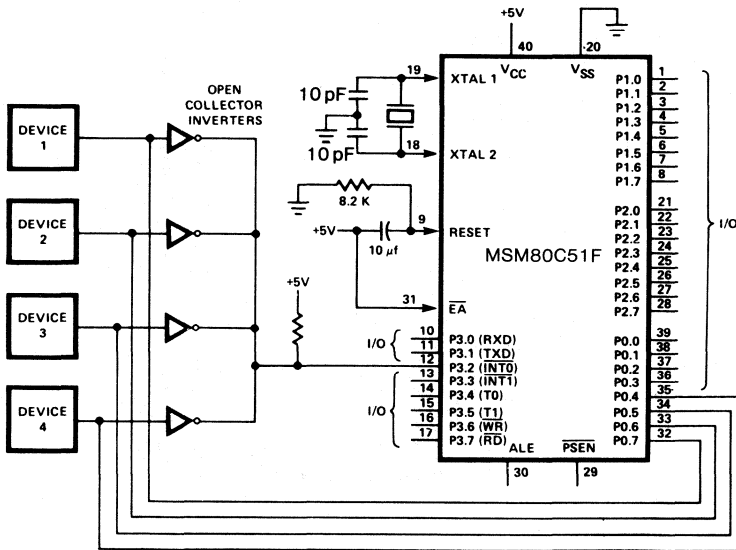 +5V
40
20
19
XTAL 1
VCC
VSS
10 pF
10 pF
18
XTAL 2
OPEN
COLLECTOR
INVERTERS
DEVICE
1
DEVICE
2
DEVICE
3
DEVICE
4
8.2 K
+5V
10 μf
9
RESET
MSM80C51F
31
EA
+5V
I/O
10
P3.0 (RXD)
11
P3.1 (TXD)
12
P3.2 (INT0)
13
P3.3 (INT1)
14
P3.4 (T0)
15
P3.5 (T1)
16
P3.6 (WR)
17
P3.7 (RD)
I/O
ALE
30
PSEN
29
P1.0
1
P1.1
2
P1.2
3
P1.3
4
P1.4
5
P1.5
6
P1.6
7
P1.7
8
P2.0
21
P2.1
22
P2.2
23
P2.3
24
P2.4
25
P2.5
26
P2.6
27
P2.7
28
I/O
P0.0
39
P0.1
38
P0.2
37
P0.3
36
P0.4
35
P0.5
34
P0.6
33
P0.7
32